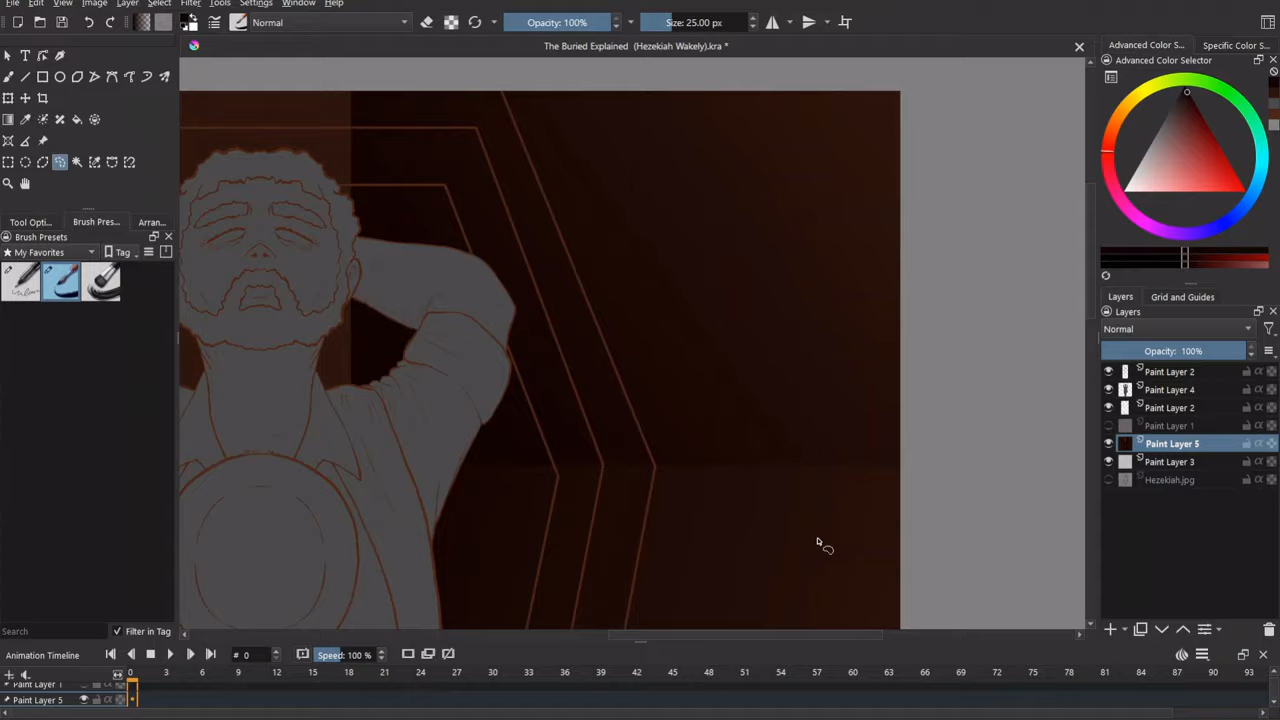 File Edit View Image Layer Select Filter Tools Settings Window Help
Normal
Opacity: 100%
Size: 25.00 px
The Buried Explained (Hezekiah Wakely).kra *
Advanced Color S...
Specific Color S...
Advanced Color Selector
Tool Opti...
Brush Pres...
Arran...
Brush Presets
My Favorites
Tag
Layers
Grid and Guides
Layers
Normal
Opacity: 100%
Paint Layer 2
Paint Layer 4
Paint Layer 2
Paint Layer 1
Paint Layer 5
Paint Layer 3
Hezekiah.jpg
Search
Filter in Tag
Animation Timeline
# 0
Speed: 100 %
0 3 6 9 12 15 18 21 24 27 30 33 36 39 42 45 48 51 54 57 60 63 66 69 72 75 78 81 84 87 90 93
Paint Layer 1
Paint Layer 5